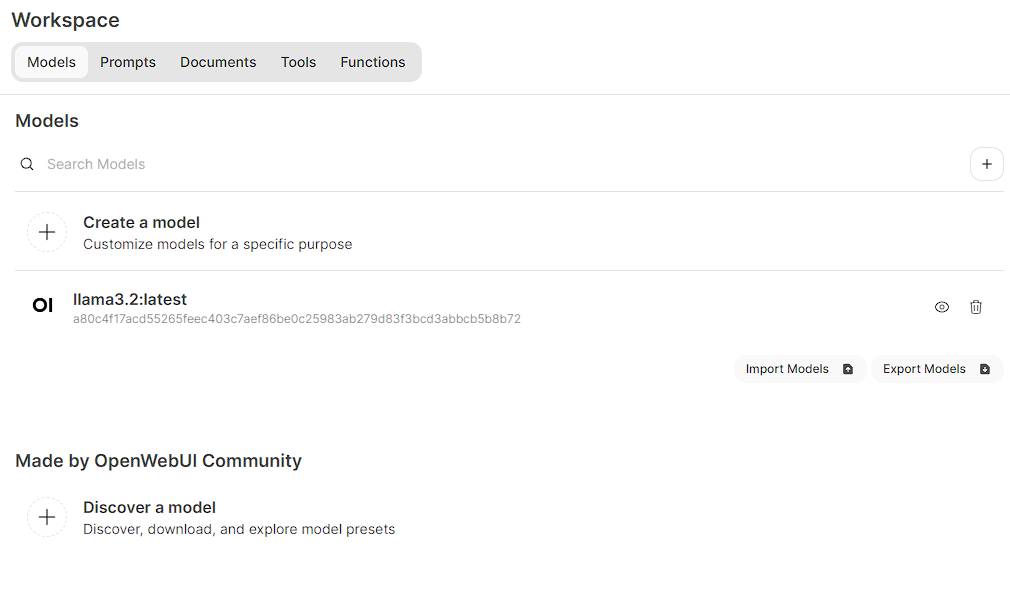 Workspace
Models Prompts Documents Tools Functions
Models
Search Models
Create a model
Customize models for a specific purpose
OI
llama3.2:latest
a80c4f17acd55265feec403c7aef86be0c25983ab279d83f3bcd3abbcb5b8b72
Import Models Export Models
Made by OpenWebUI Community
Discover a model
Discover, download, and explore model presets